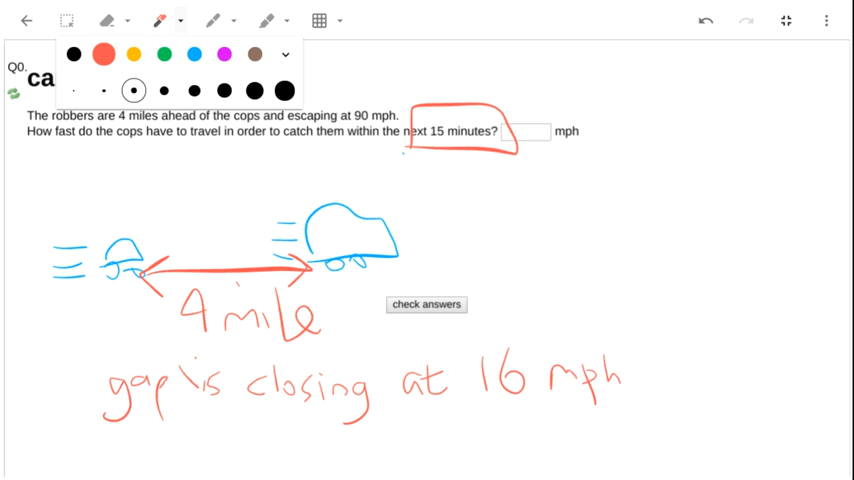 Q0.
ca
The robbers are 4 miles ahead of the cops and escaping at 90 mph.
How fast do the cops have to travel in order to catch them within the next 15 minutes? mph
4 mile
check answers
gap is closing at 16 mph